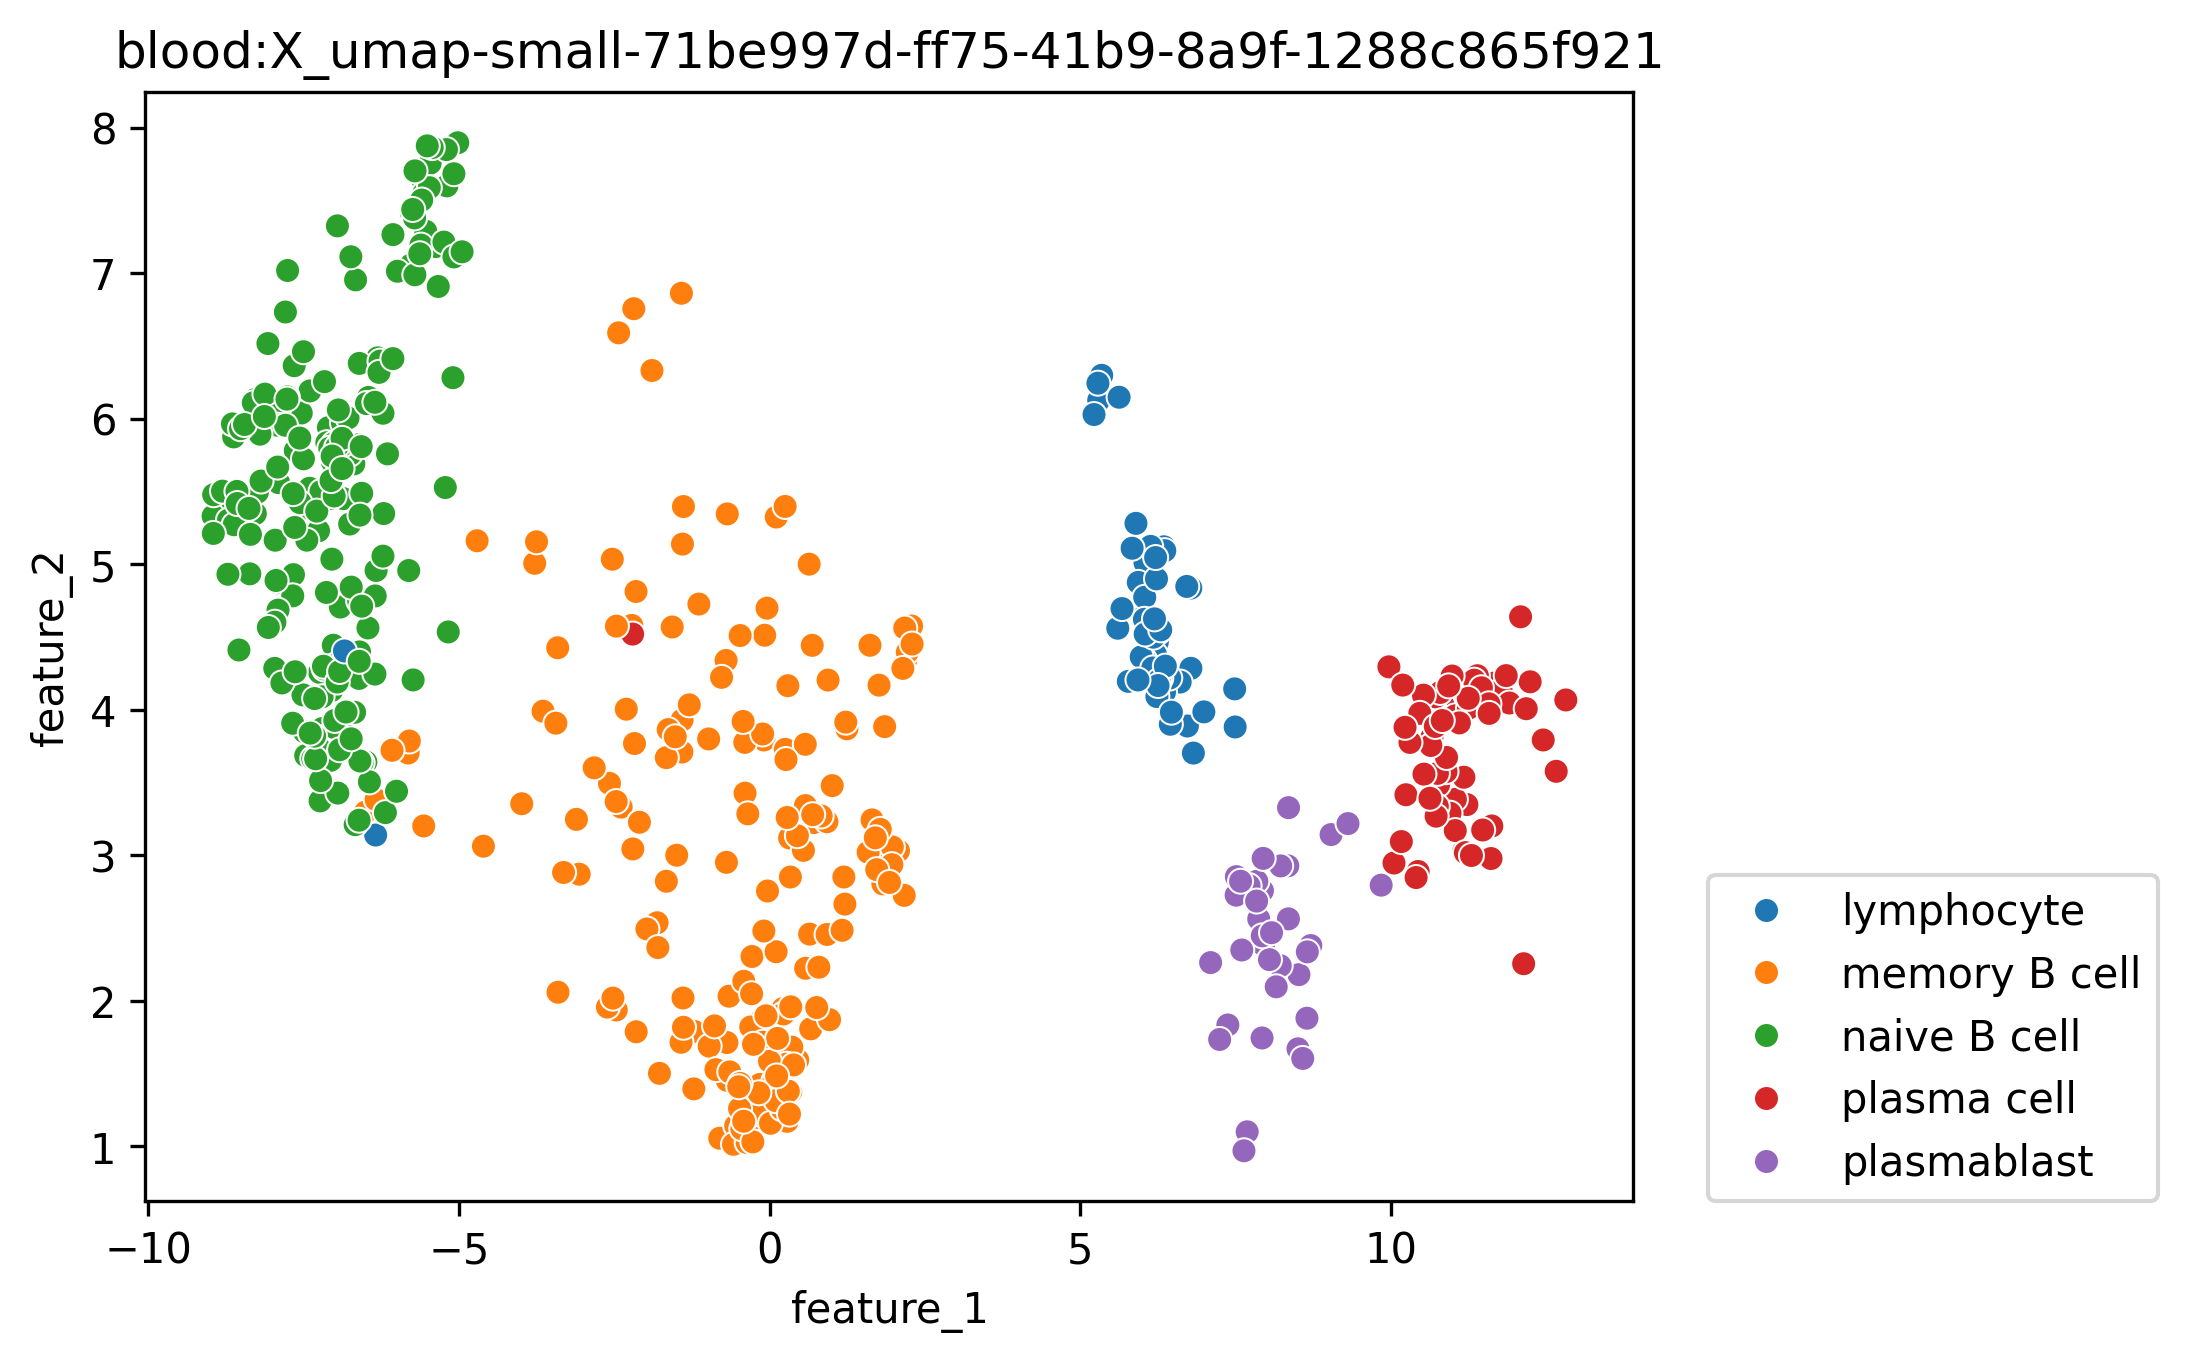 blood:X_umap-small-71be997d-ff75-41b9-8a9f-1288c865f921
8
7
6
5
4
3
2
1
feature_2
−10 −5 0 5 10
feature_1
lymphocyte
memory B cell
naive B cell
plasma cell
plasmablast